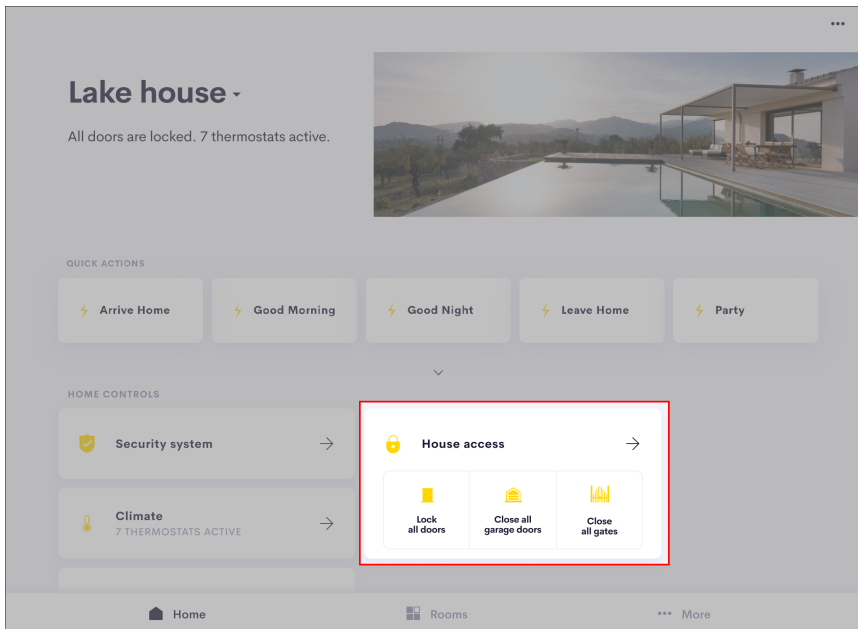 Lake house
All doors are locked. 7 thermostats active.
QUICK ACTIONS
Arrive Home
Good Morning
Good Night
Leave Home
Party
HOME CONTROLS
Security system
House access
Lock
all doors
Close all
garage doors
Close
all gates
Climate
7 THERMOSTATS ACTIVE
Home
Rooms
More